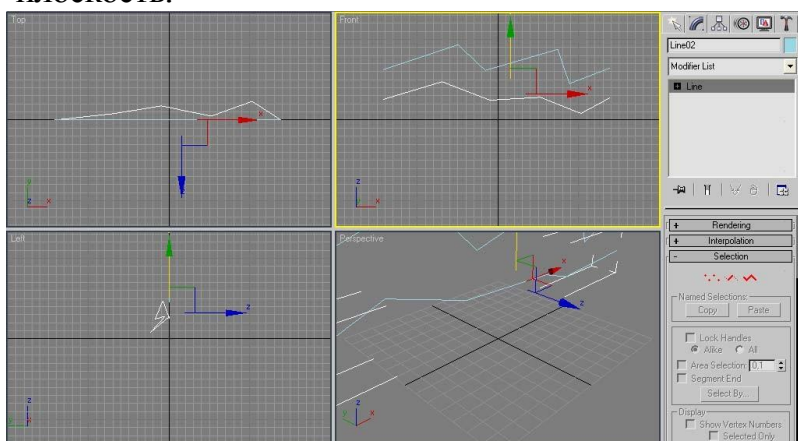 плоскость.
Top
Front
Left
Perspective
Line02
Modifier List
Line
Rendering
Interpolation
Selection
Named Selections:
Copy Paste
Lock Handles
Alike All
Area Selection: 0,1
Segment End
Select By...
Display
Show Vertex Numbers
Selected Only
x
z
y
z x
x
z
z x
z
z
y z
x
z
z
y x